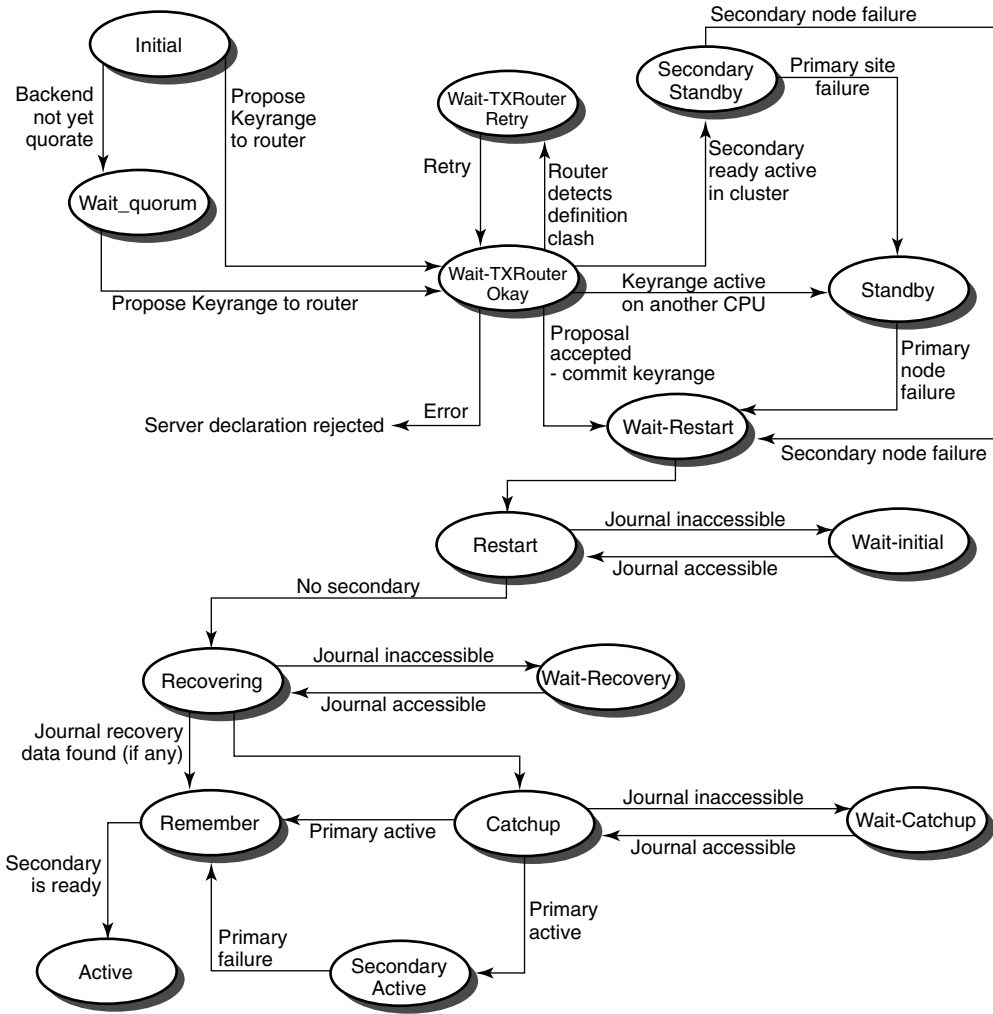 Secondary node failure
Initial
Secondary
Standby
Primary site
failure
Backend
not yet
quorate
Propose
Keyrange
to router
Wait-TXRouter
Retry
Retry
Router
detects
definition
clash
Secondary
ready active
in cluster
Wait_quorum
Wait-TXRouter
Okay
Keyrange active
on another CPU
Standby
Propose Keyrange to router
Proposal
accepted
- commit keyrange
Primary
node
failure
Error
Server declaration rejected
Wait-Restart
Secondary node failure
Restart
Journal inaccessible
Wait-initial
Journal accessible
No secondary
Recovering
Journal inaccessible
Wait-Recovery
Journal accessible
Journal recovery
data found (if any)
Remember
Primary active
Catchup
Journal inaccessible
Wait-Catchup
Journal accessible
Secondary
is ready
Primary
active
Primary
failure
Active
Secondary
Active